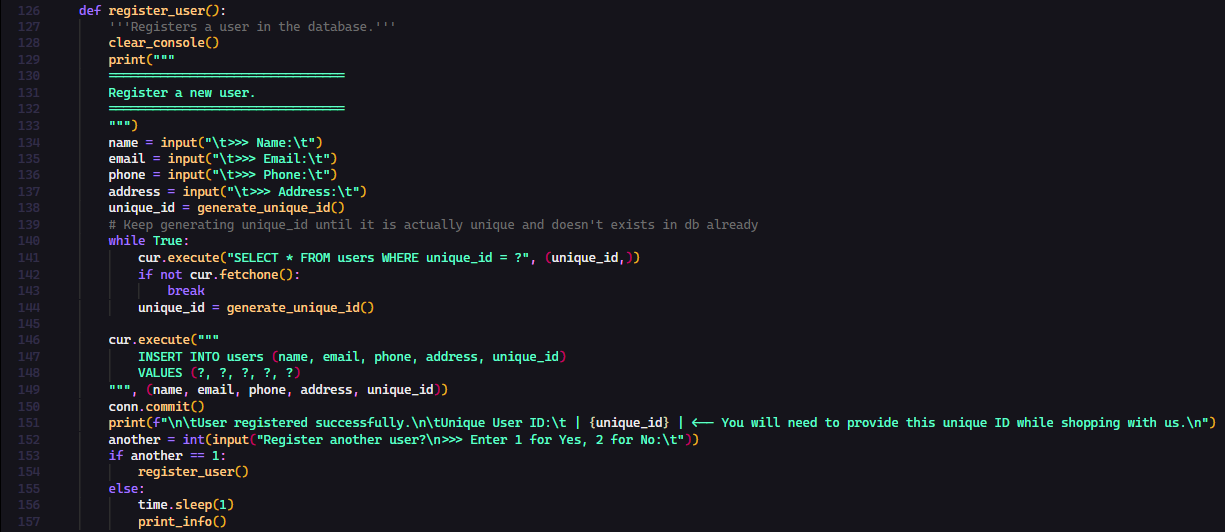 126 def register_user():
127 '''Registers a user in the database.'''
128 clear_console()
129 print("""
130 ================================
131 Register a new user.
132 ================================
133 """)
134 name = input("\t>>> Name:\t")
135 email = input("\t>>> Email:\t")
136 phone = input("\t>>> Phone:\t")
137 address = input("\t>>> Address:\t")
138 unique_id = generate_unique_id()
139 # Keep generating unique_id until it is actually unique and doesn't exists in db already
140 while True:
141 cur.execute("SELECT * FROM users WHERE unique_id = ?", (unique_id,))
142 if not cur.fetchone():
143 break
144 unique_id = generate_unique_id()
145
146 cur.execute("""
147 INSERT INTO users (name, email, phone, address, unique_id)
148 VALUES (?, ?, ?, ?, ?)
149 """, (name, email, phone, address, unique_id))
150 conn.commit()
151 print(f"\n\tUser registered successfully.\n\tUnique User ID:\t | {unique_id} | <-- You will need to provide this unique ID while shopping with us.\n")
152 another = int(input("Register another user?\n>>> Enter 1 for Yes, 2 for No:\t"))
153 if another == 1:
154 register_user()
155 else:
156 time.sleep(1)
157 print_info()